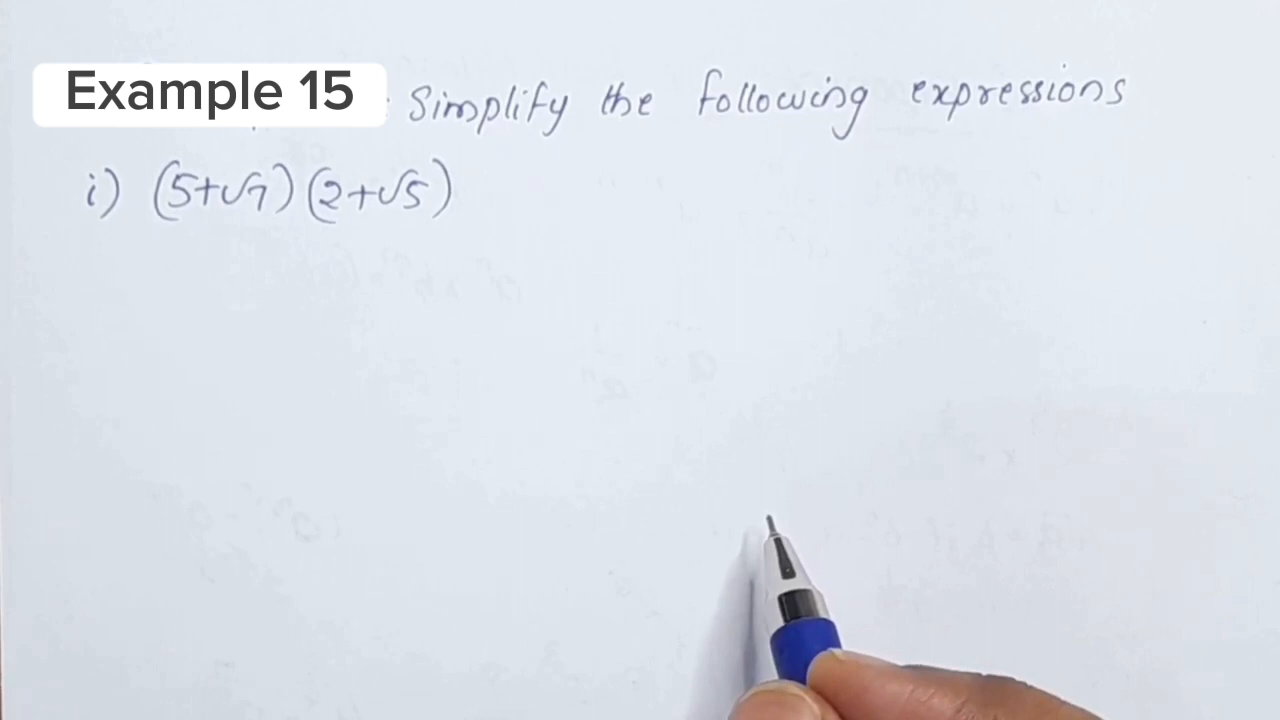 Example 15 : Simplify the following expressions
i) (5+√7)(2+√5)